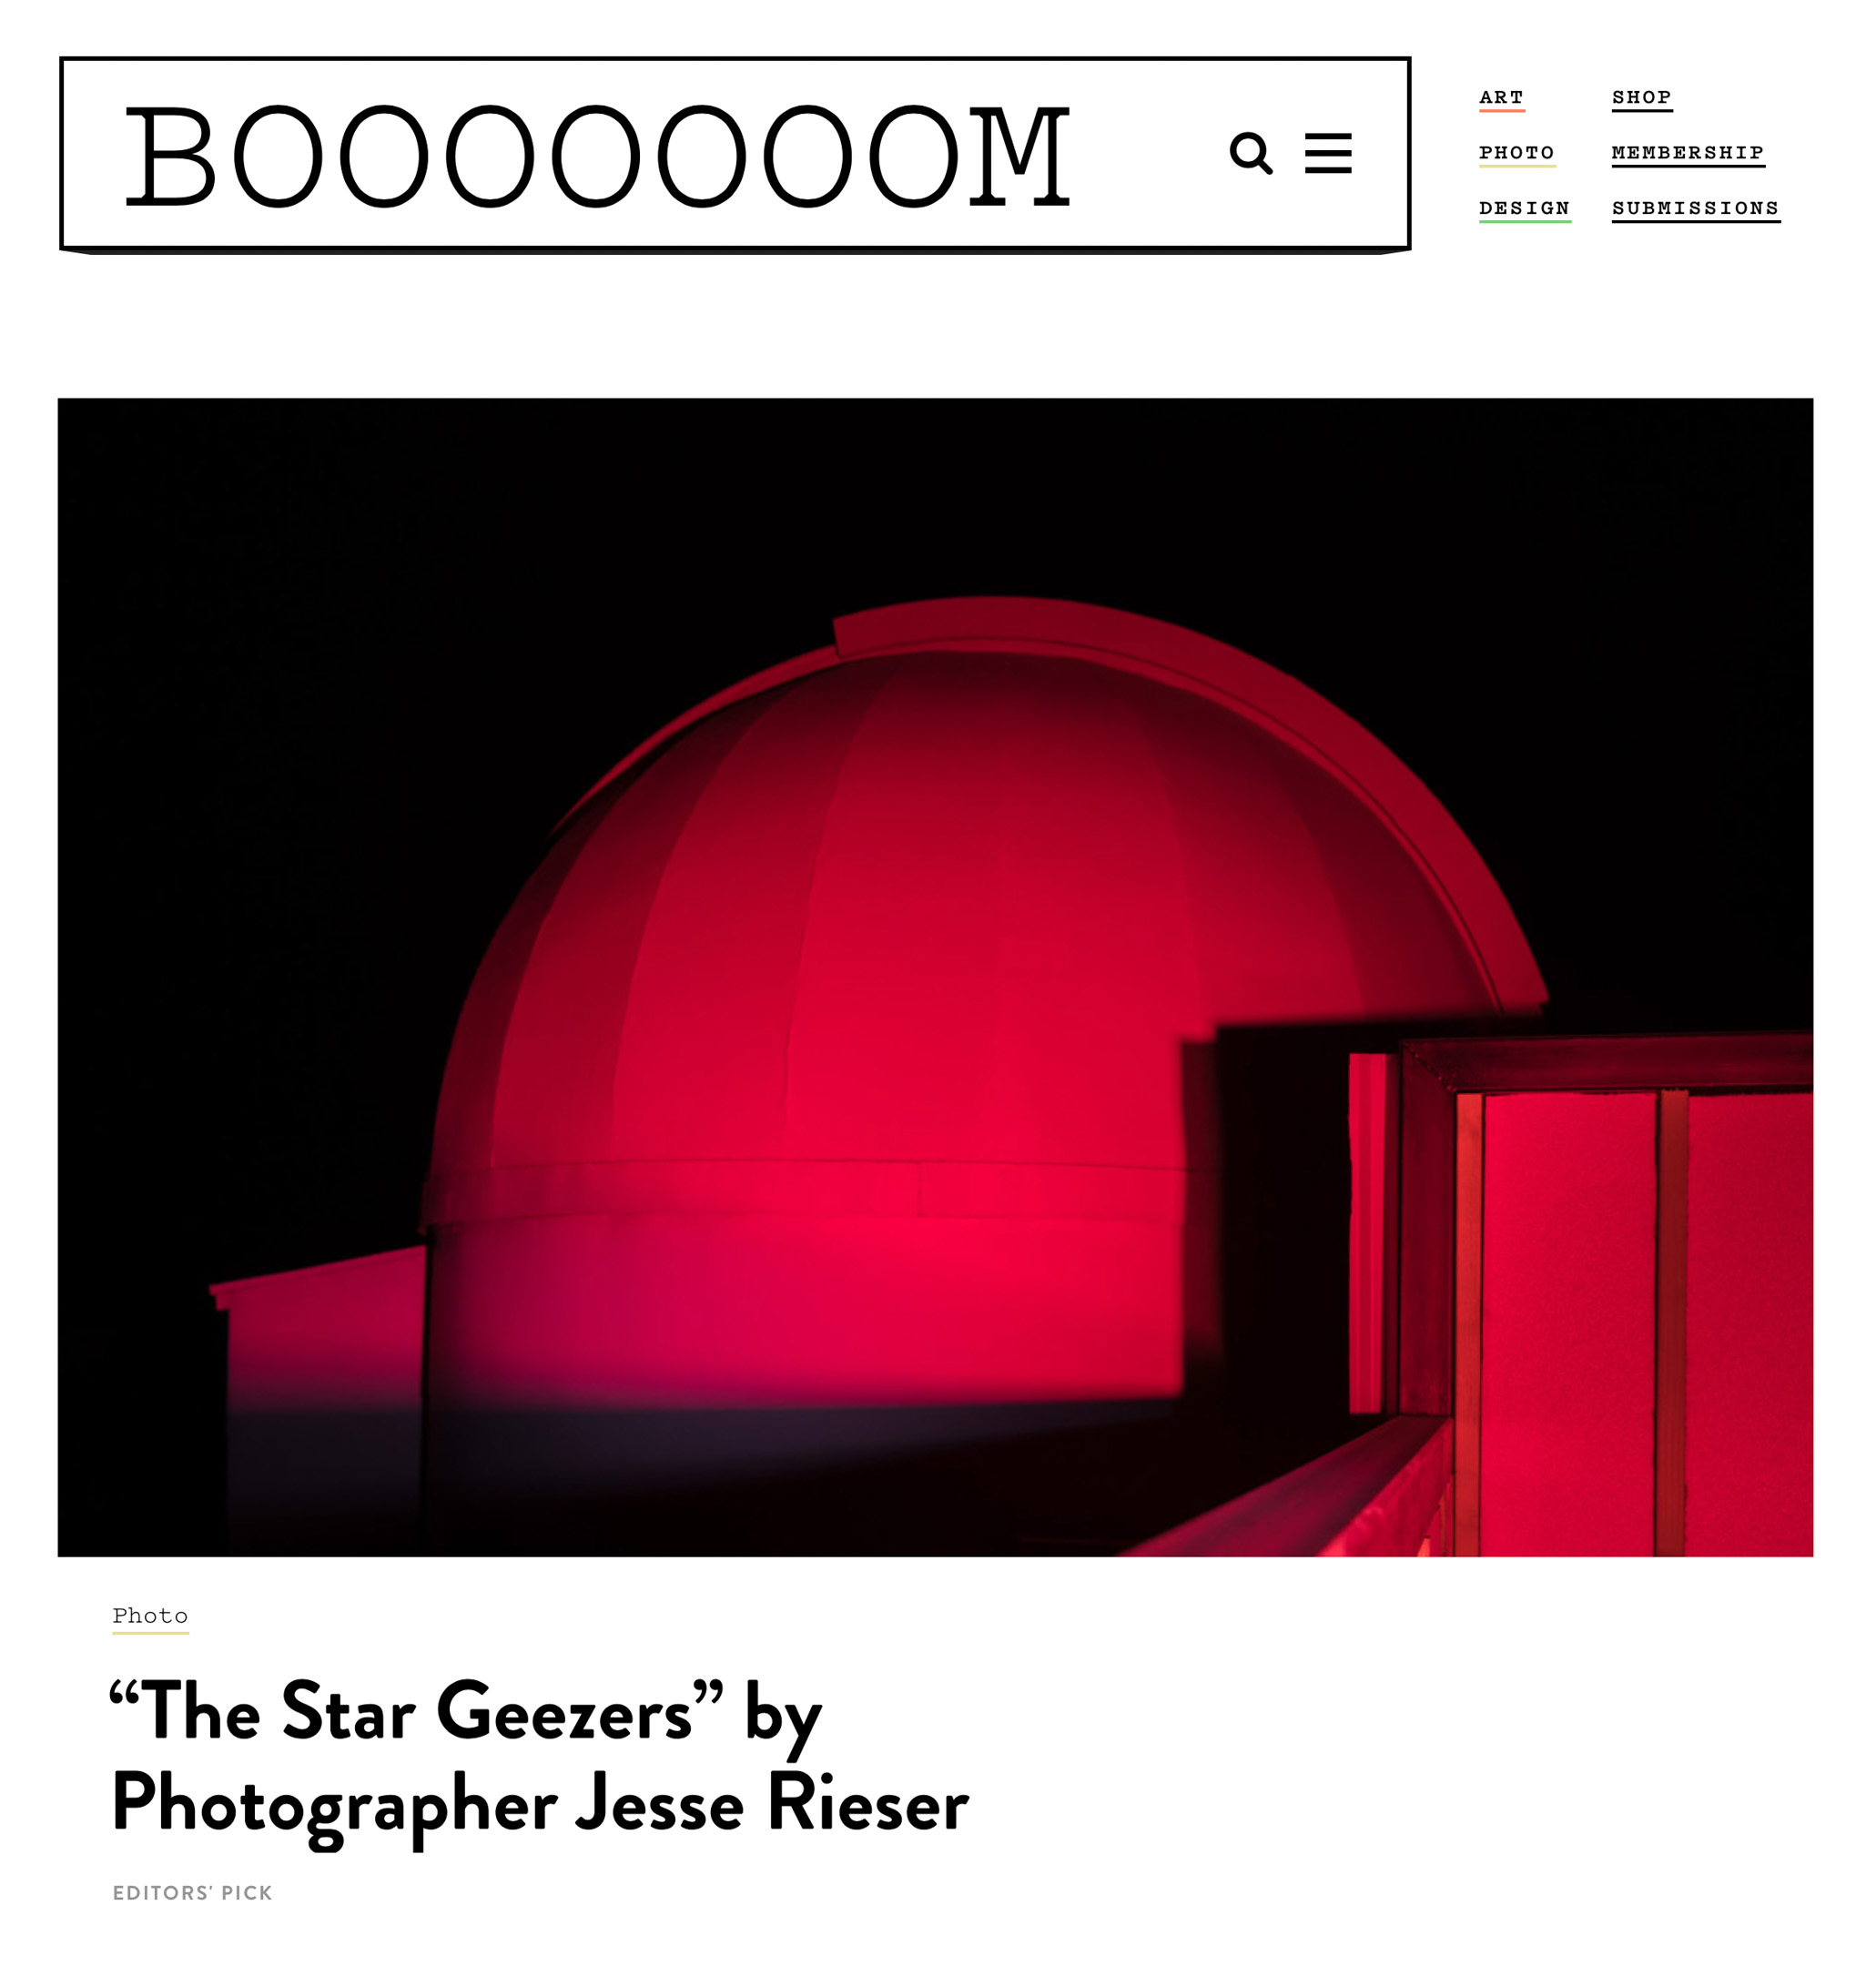 BOOOOOOOM
ART
PHOTO
DESIGN
SHOP
MEMBERSHIP
SUBMISSIONS
Photo
“The Star Geezers” by
Photographer Jesse Rieser
EDITORS’ PICK